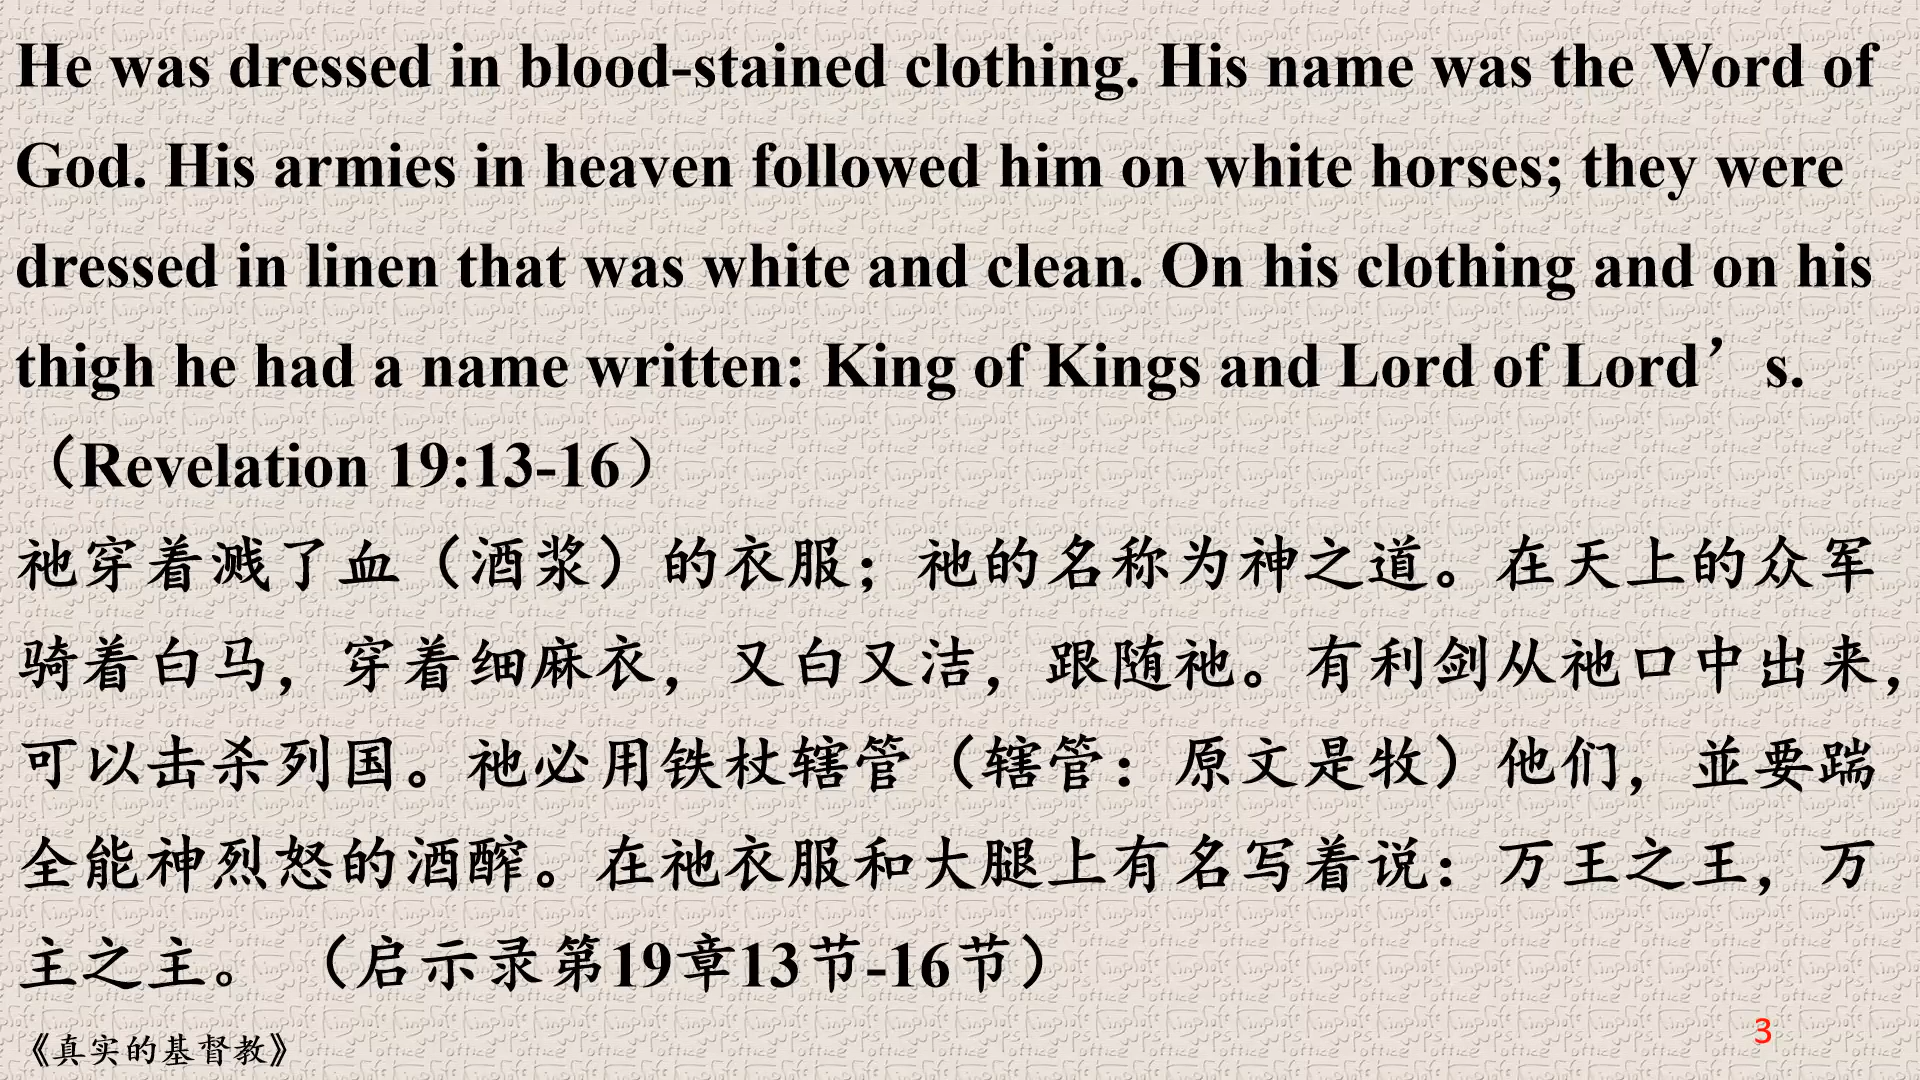 He was dressed in blood-stained clothing. His name was the Word of
God. His armies in heaven followed him on white horses; they were
dressed in linen that was white and clean. On his clothing and on his
thigh he had a name written: King of Kings and Lord of Lord’s.
（Revelation 19:13-16）
祂穿着溅了血（酒浆）的衣服；祂的名称为神之道。在天上的众军
骑着白马，穿着细麻衣，又白又洁，跟随祂。有利剑从祂口中出来，
可以击杀列国。祂必用铁杖辖管（辖管：原文是牧）他们，並要踹
全能神烈怒的酒醡。在祂衣服和大腿上有名写着说：万王之王，万
主之主。 （启示录第19章13节-16节）
《真实的基督教》
3